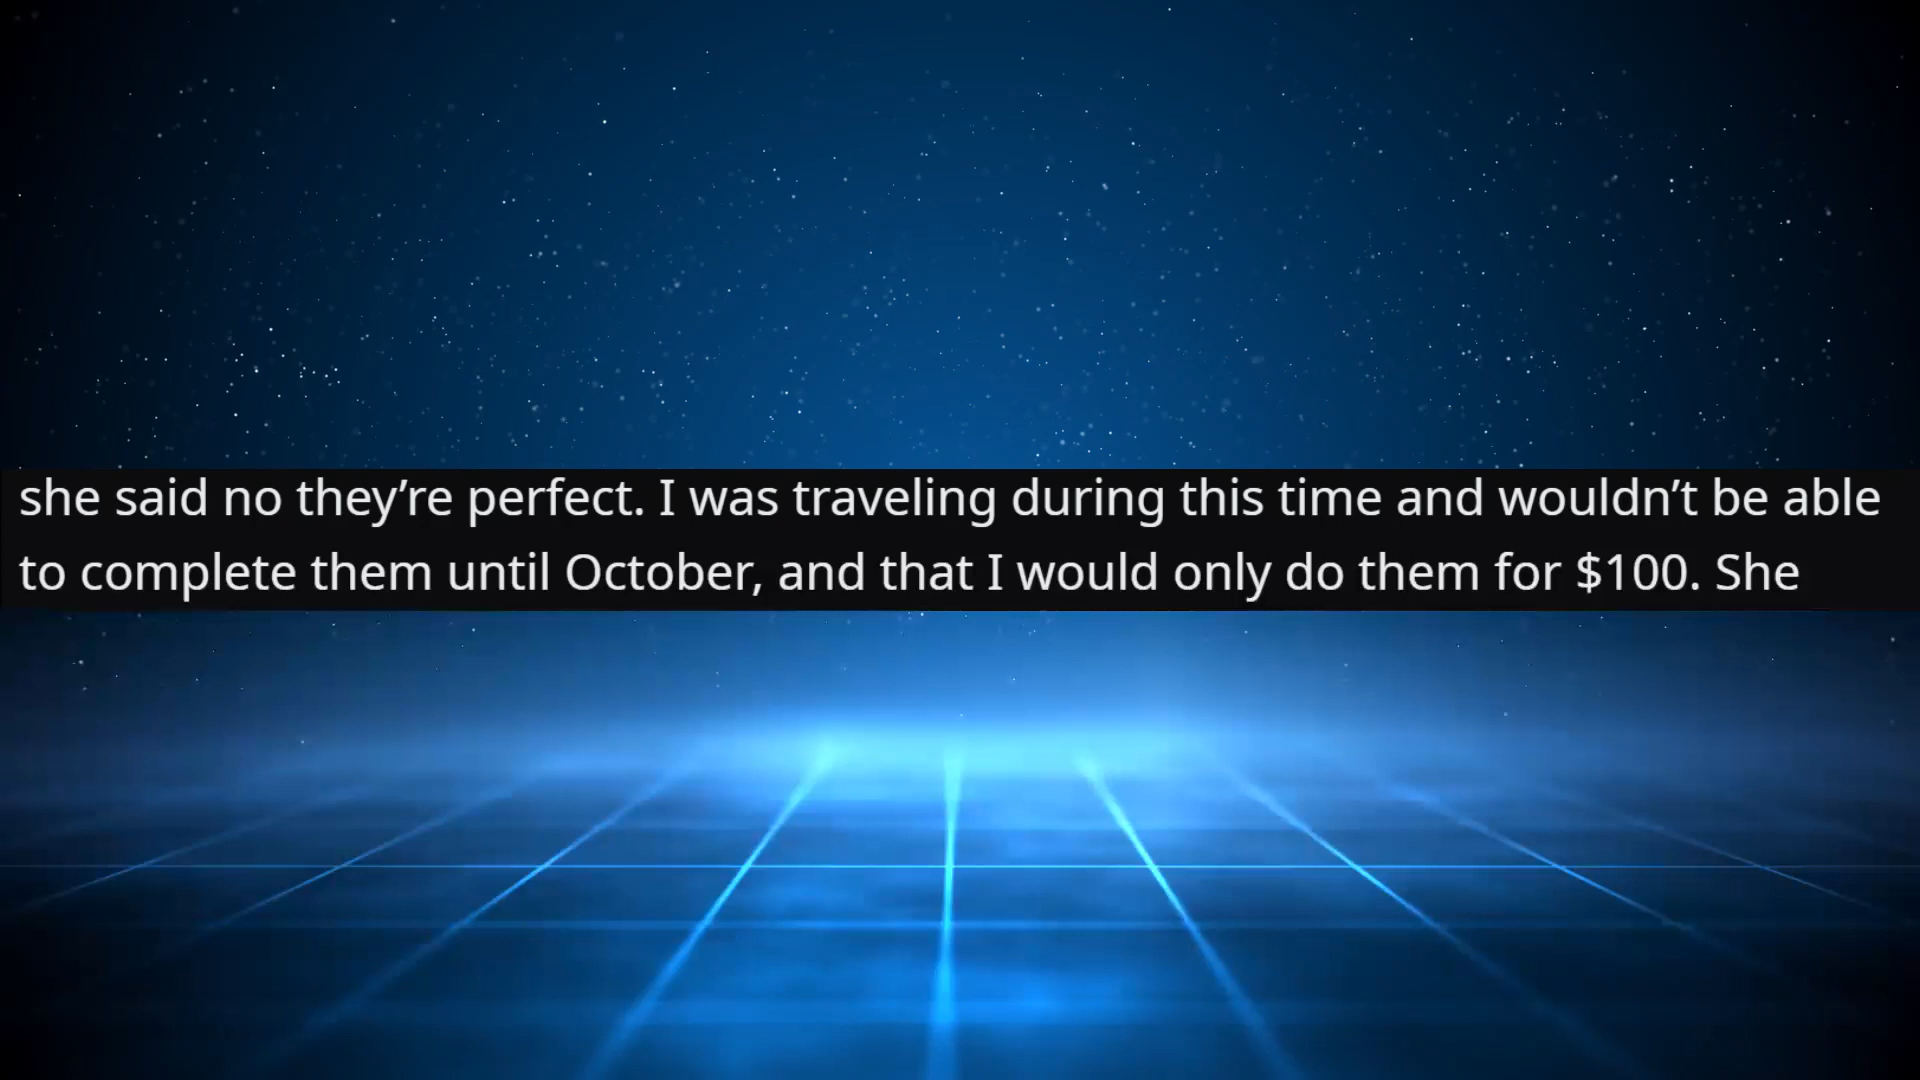 she said no they’re perfect. I was traveling during this time and wouldn’t be able
to complete them until October, and that I would only do them for $100. She